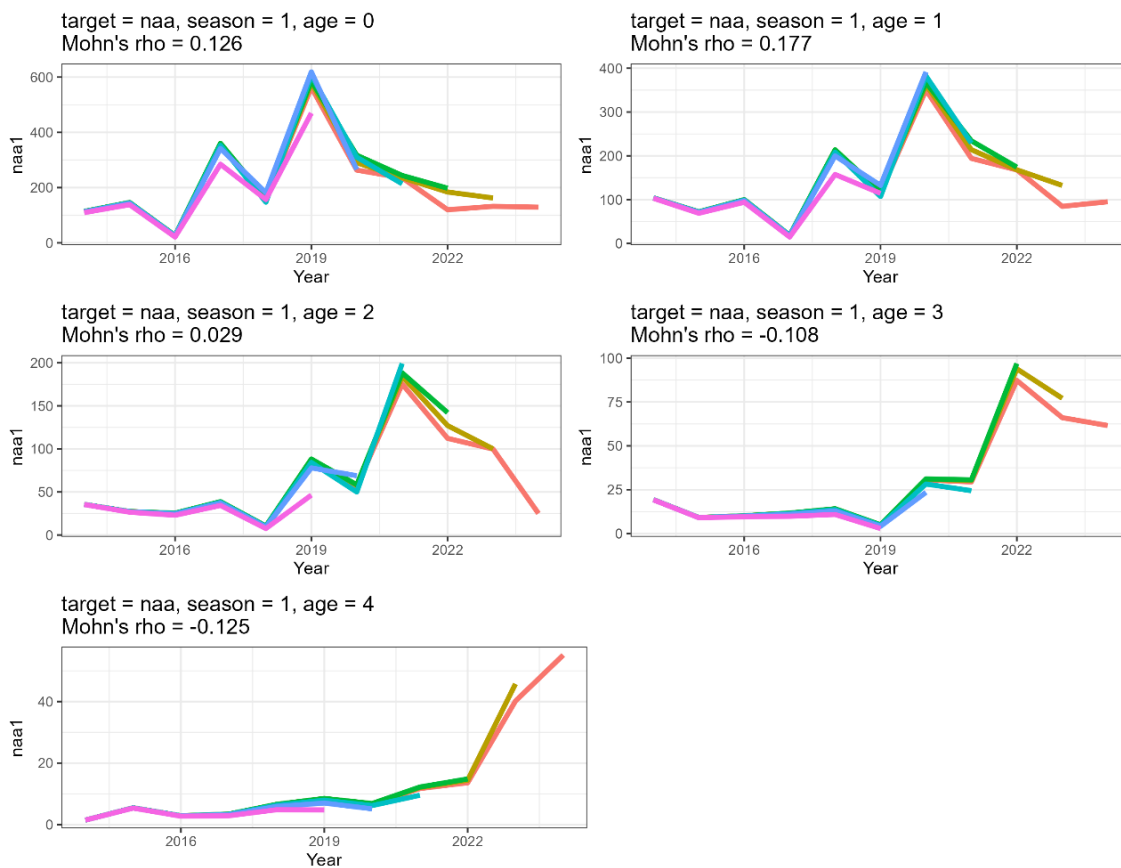 target = naa, season = 1, age = 0
Mohn's rho = 0.126
600
400
200
0
naa1
2016
2019
2022
Year
target = naa, season = 1, age = 1
Mohn's rho = 0.177
400
300
200
100
0
naa1
2016
2019
2022
Year
target = naa, season = 1, age = 2
Mohn's rho = 0.029
200
150
100
50
0
naa1
2016
2019
2022
Year
target = naa, season = 1, age = 3
Mohn's rho = -0.108
100
75
50
25
0
naa1
2016
2019
2022
Year
target = naa, season = 1, age = 4
Mohn's rho = -0.125
40
20
0
naa1
2016
2019
2022
Year